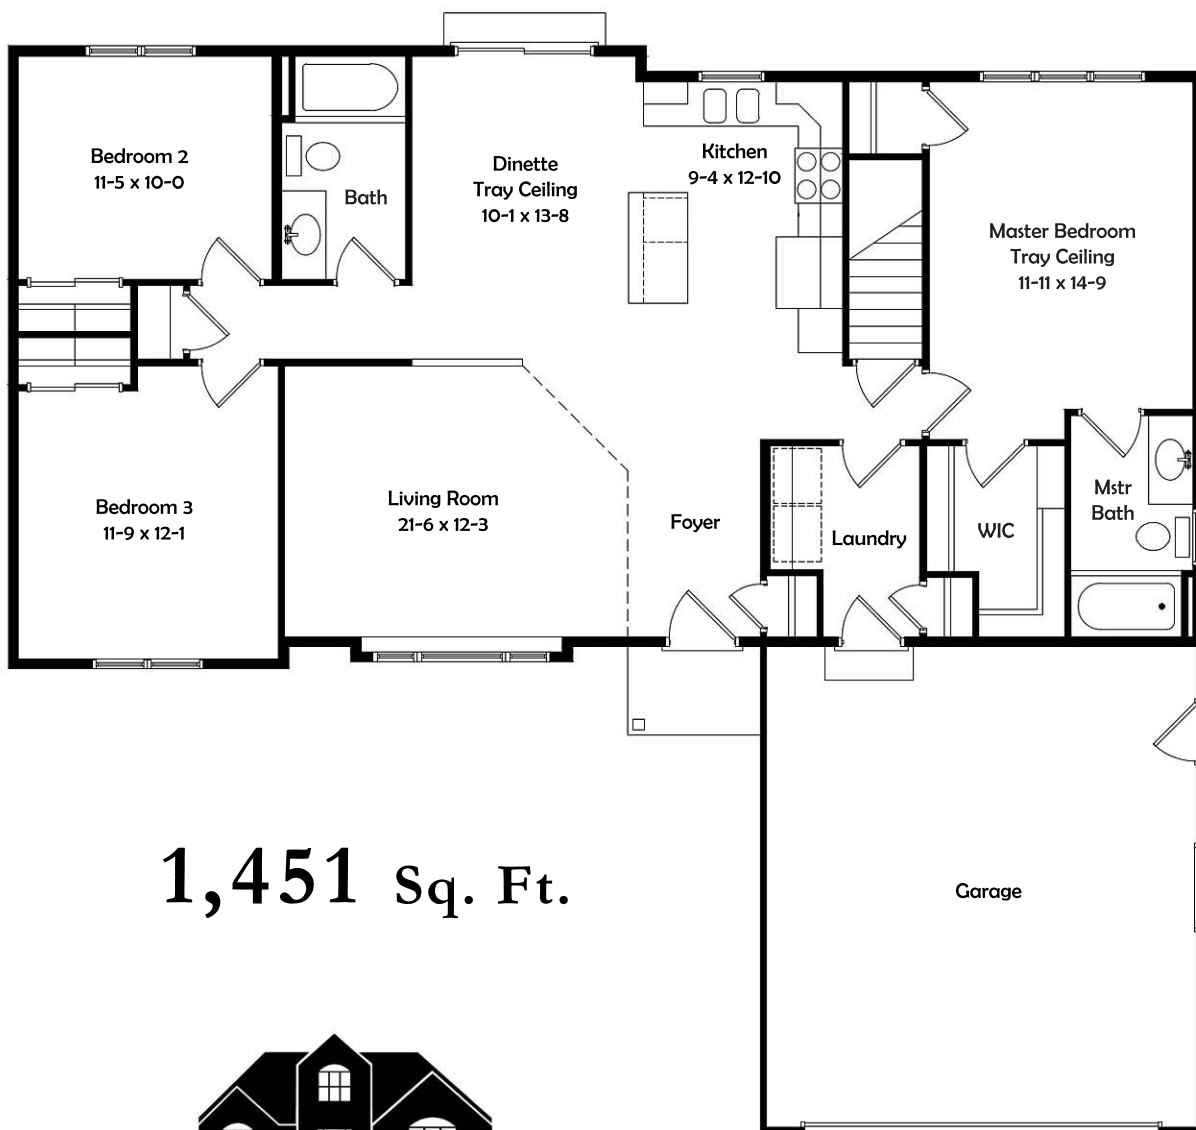 Bedroom 2
11-5 x 10-0
Bath
Dinette
Tray Ceiling
10-1 x 13-8
Kitchen
9-4 x 12-10
Master Bedroom
Tray Ceiling
11-11 x 14-9
Bedroom 3
11-9 x 12-1
Living Room
21-6 x 12-3
Foyer
Laundry
WIC
Mstr
Bath
1,451 Sq. Ft.
Garage